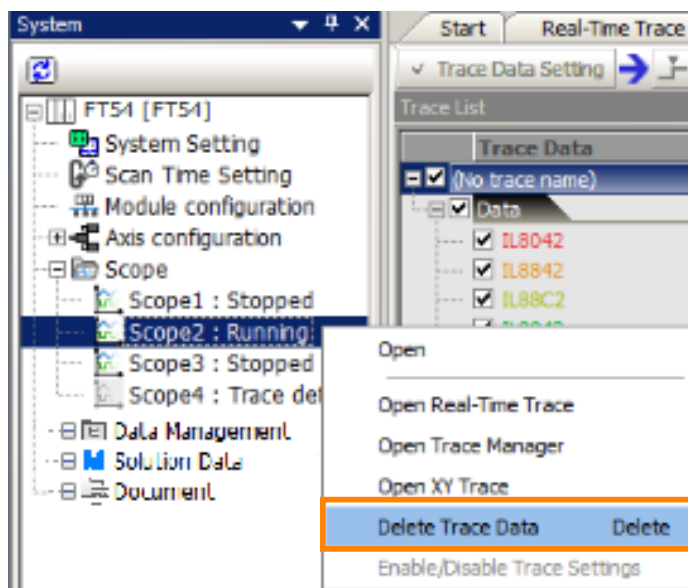 System
Start
Real-Time Trace
Trace Data Setting
Trace List
FT54 [FT54]
System Setting
Scan Time Setting
Module configuration
Axis configuration
Scope
Scope1 : Stopped
Scope2 : Running
Scope3 : Stopped
Scope4 : Trace def
Data Management
Solution Data
Document
Trace Data
(No trace name)
Data
IL8042
IL8842
IL88C2
Open
Open Real-Time Trace
Open Trace Manager
Open XY Trace
Delete Trace Data Delete
Enable/Disable Trace Settings